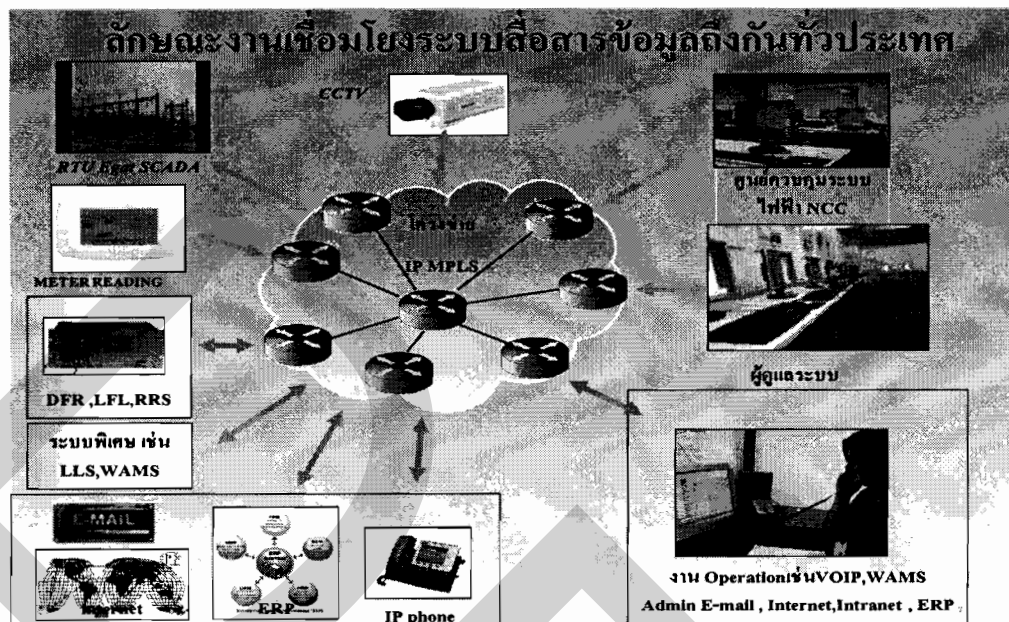 ลักษณะงานเชื่อมโยงระบบสื่อสารข้อมูลถึงกันทั่วประเทศ
CCTV
RTU Egat SCADA
ศูนย์ควบคุมระบบ
ไฟฟ้า NCC
โครงข่าย
IP MPLS
METER READING
ผู้ดูแลระบบ
DFR ,LFL,RRS
ระบบพิเศษ เช่น
LLS,WAMS
E-MAIL
Internet
ERP
IP phone
งาน Operationเช่นVOIP,WAMS
Admin E-mail , Internet,Intranet , ERP